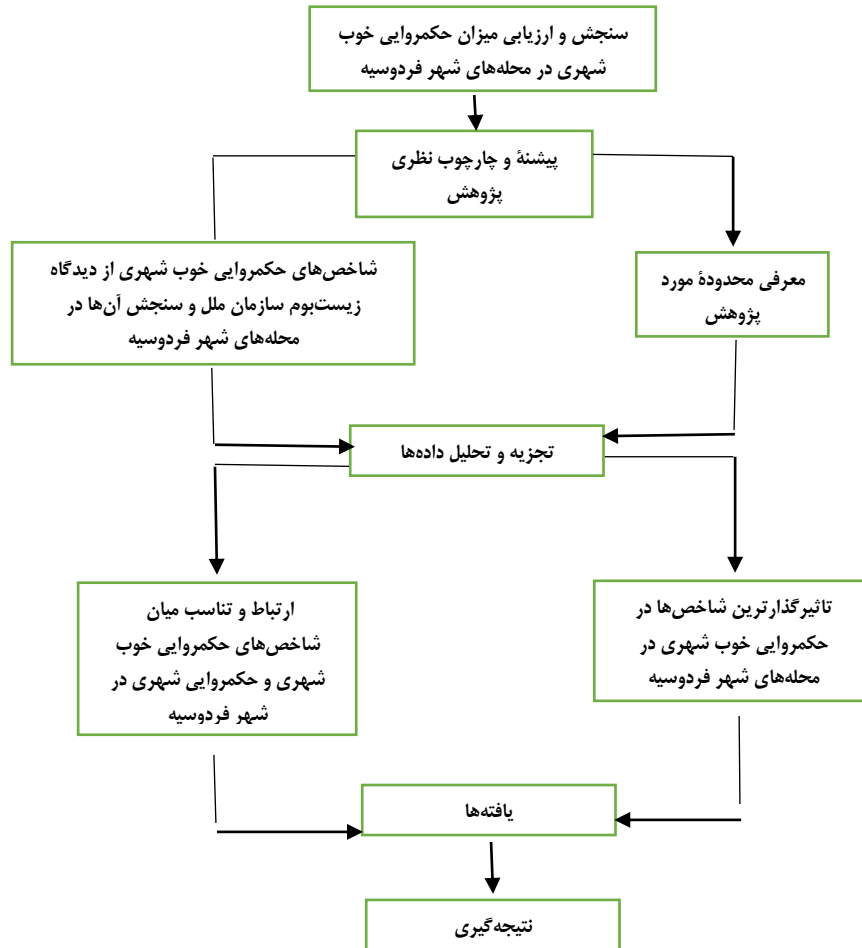 سنجش و ارزیابی میزان حکمروایی خوب
شهری در محله‌های شهر فردوسیه
پیشنهٔ و چارچوب نظری
پژوهش
معرفی محدودهٔ مورد
پژوهش
شاخص‌های حکمروایی خوب شهری از دیدگاه
زیست‌بوم سازمان ملل و سنجش آن‌ها در
محله‌های شهر فردوسیه
تجزیه و تحلیل داده‌ها
تاثیرگذارترین شاخص‌ها در
حکمروایی خوب شهری در
محله‌های شهر فردوسیه
ارتباط و تناسب میان
شاخص‌های حکمروایی خوب
شهری و حکمروایی شهری در
شهر فردوسیه
یافته‌ها
نتیجه‌گیری